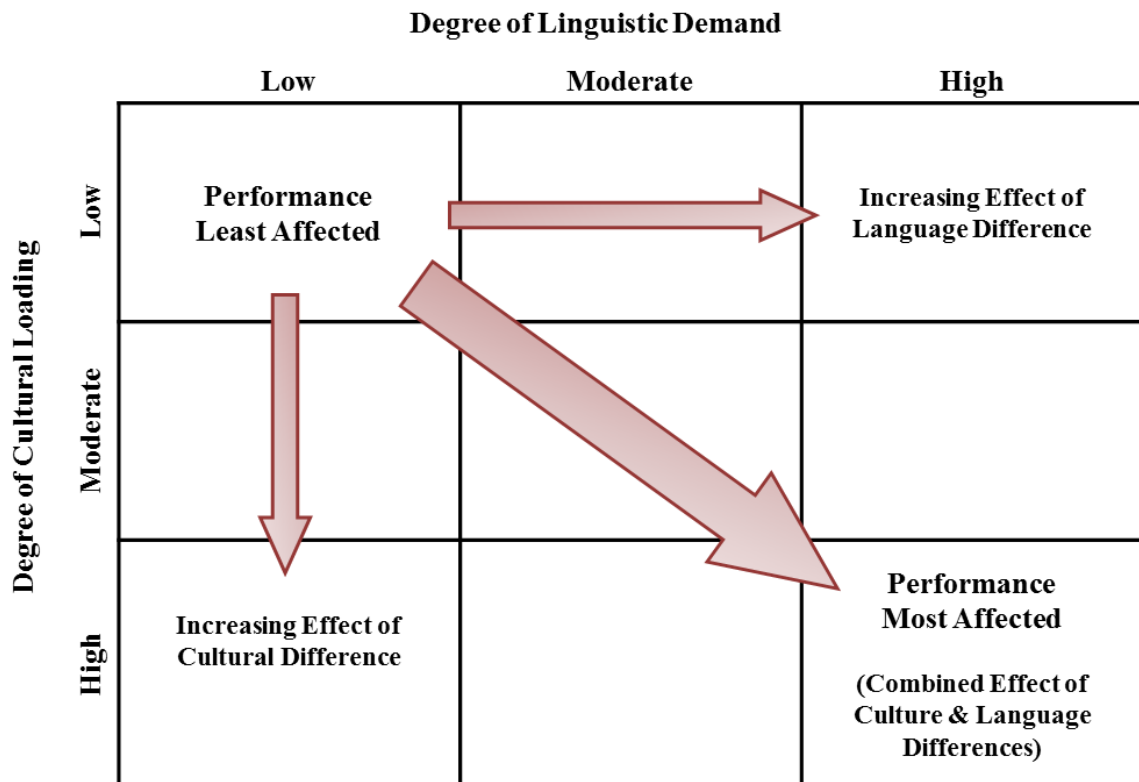 Degree of Linguistic Demand
Low
Moderate
High
Degree of Cultural Loading
Low
Performance
Least Affected
Increasing Effect of
Language Difference
Moderate
High
Increasing Effect of
Cultural Difference
Performance
Most Affected
(Combined Effect of
Culture & Language
Differences)